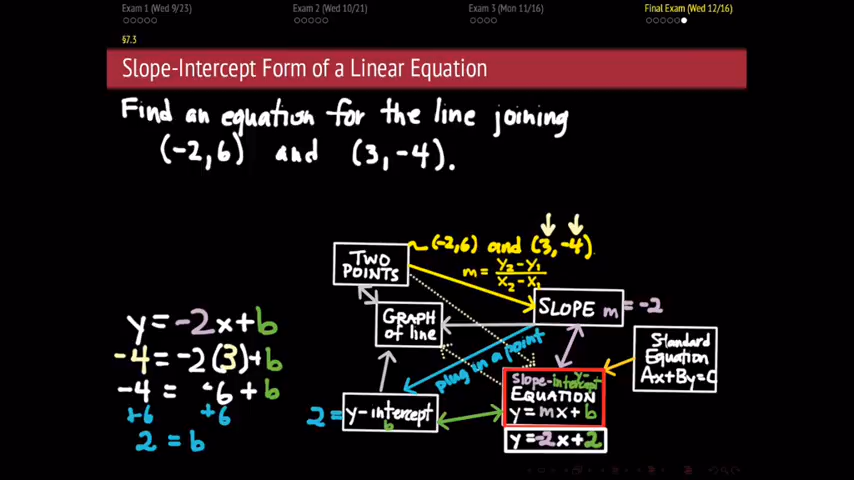 Exam 1 (Wed 9/23) Exam 2 (Wed 10/21) Exam 3 (Mon 11/16) Final Exam (Wed 12/16)
§7.3
Slope-Intercept Form of a Linear Equation
Find an equation for the line joining
(-2,6) and (3,-4).
(-2,6) and (3,-4)
TWO
POINTS
m = (y₂-y₁)/(x₂-x₁)
SLOPE m = -2
GRAPH
of line
plug in a point
Standard
Equation
Ax+By=C
Slope-intercept
y-
EQUATION
y=mx+b
y=-2x+2
2= y-intercept
b
y=-2x+b
-4=-2(3)+b
-4 = -6+b
+6 +6
2 = b